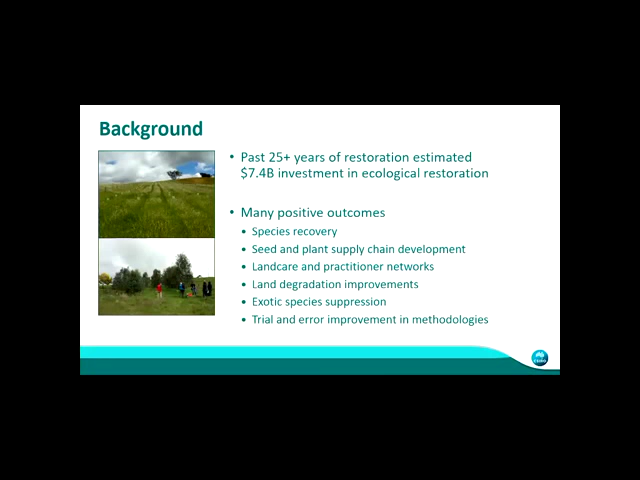 Background
• Past 25+ years of restoration estimated
$7.4B investment in ecological restoration
• Many positive outcomes
• Species recovery
• Seed and plant supply chain development
• Landcare and practitioner networks
• Land degradation improvements
• Exotic species suppression
• Trial and error improvement in methodologies
CSIRO